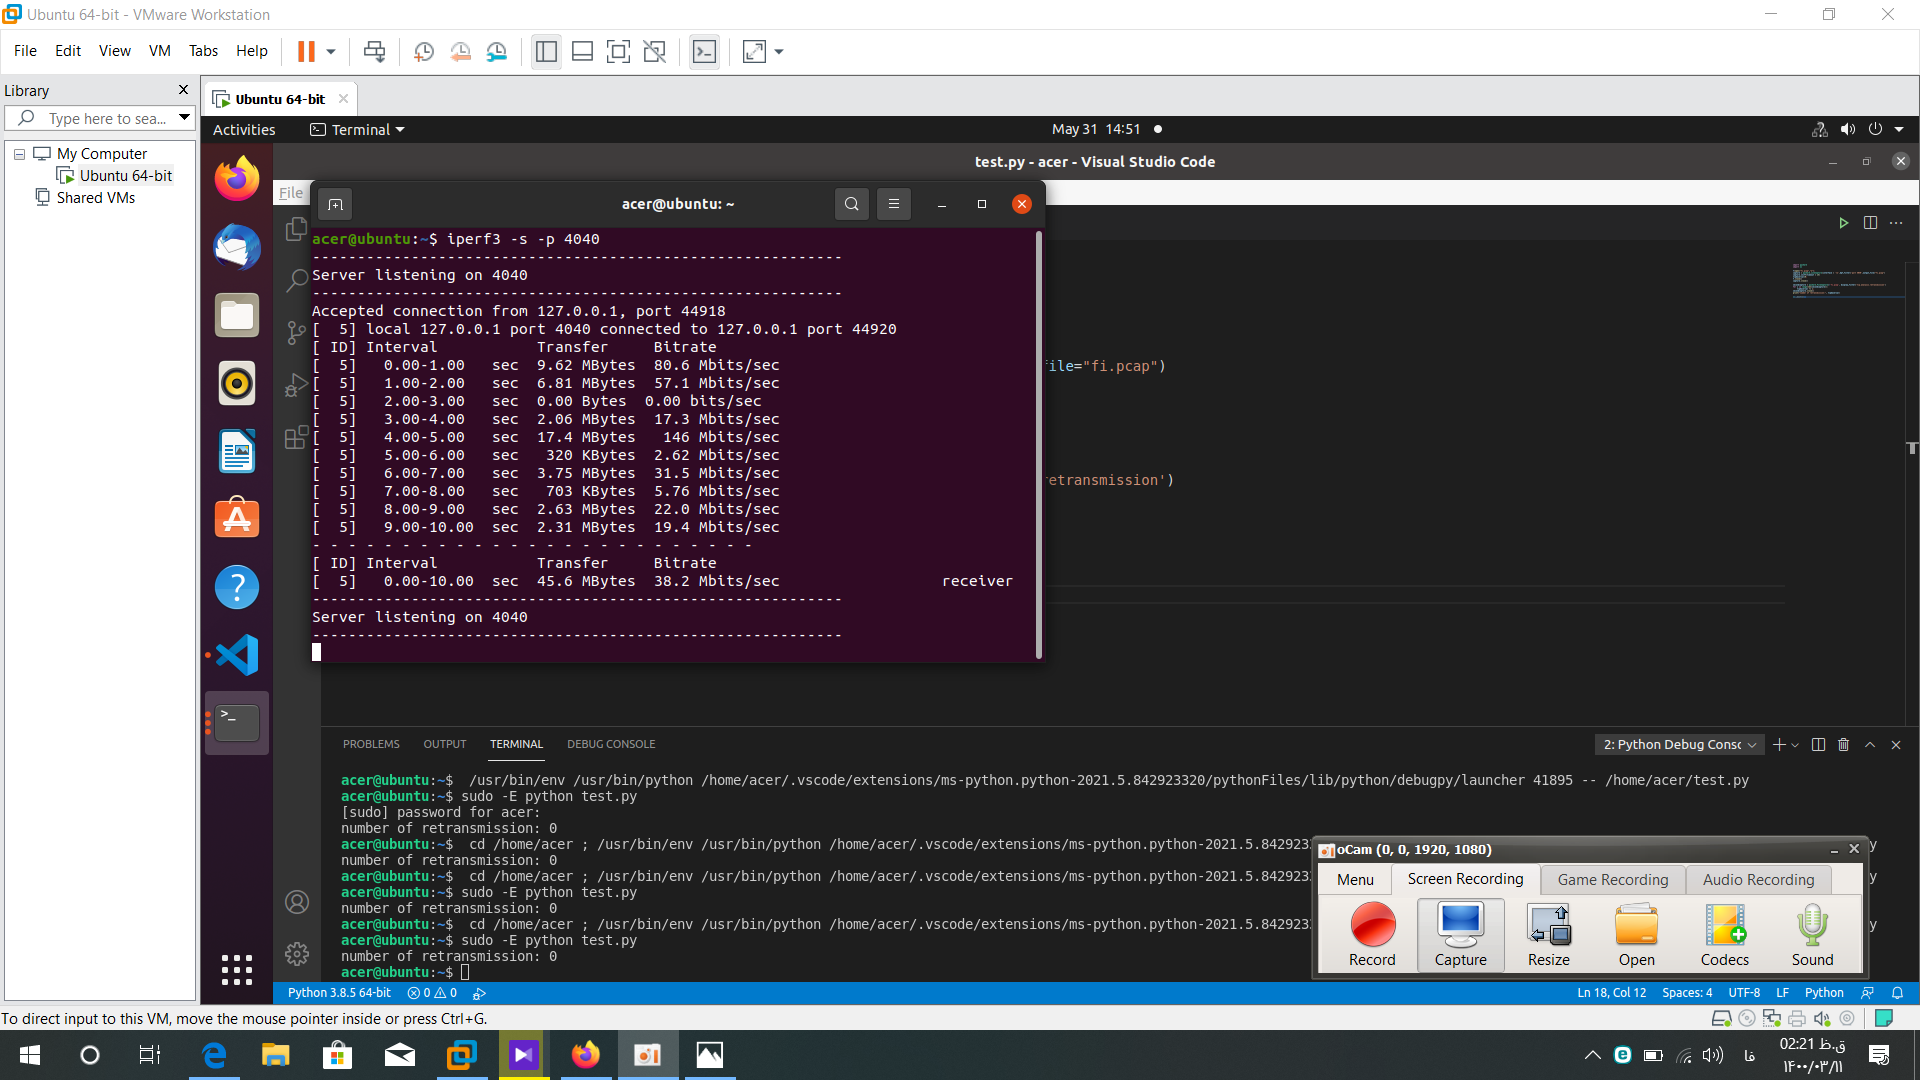 Ubuntu 64-bit - VMware Workstation
File Edit View VM Tabs Help
Library
Type here to sea...
My Computer
Ubuntu 64-bit
Shared VMs
Ubuntu 64-bit
Activities Terminal May 31 14:51
test.py - acer - Visual Studio Code
File
acer@ubuntu: ~
acer@ubuntu:~$ iperf3 -s -p 4040
-----------------------------------------------------------
Server listening on 4040
-----------------------------------------------------------
Accepted connection from 127.0.0.1, port 44918
[  5] local 127.0.0.1 port 4040 connected to 127.0.0.1 port 44920
[ ID] Interval           Transfer     Bitrate
[  5]   0.00-1.00   sec  9.62 MBytes  80.6 Mbits/sec
[  5]   1.00-2.00   sec  6.81 MBytes  57.1 Mbits/sec
[  5]   2.00-3.00   sec  0.00 Bytes  0.00 bits/sec
[  5]   3.00-4.00   sec  2.06 MBytes  17.3 Mbits/sec
[  5]   4.00-5.00   sec  17.4 MBytes   146 Mbits/sec
[  5]   5.00-6.00   sec   320 KBytes  2.62 Mbits/sec
[  5]   6.00-7.00   sec  3.75 MBytes  31.5 Mbits/sec
[  5]   7.00-8.00   sec   703 KBytes  5.76 Mbits/sec
[  5]   8.00-9.00   sec  2.63 MBytes  22.0 Mbits/sec
[  5]   9.00-10.00  sec  2.31 MBytes  19.4 Mbits/sec
- - - - - - - - - - - - - - - - - - - - - - - - -
[ ID] Interval           Transfer     Bitrate
[  5]   0.00-10.00  sec  45.6 MBytes  38.2 Mbits/sec                  receiver
-----------------------------------------------------------
Server listening on 4040
-----------------------------------------------------------
file="fi.pcap")
retransmission')
PROBLEMS OUTPUT TERMINAL DEBUG CONSOLE 2: Python Debug Consc
acer@ubuntu:~$  /usr/bin/env /usr/bin/python /home/acer/.vscode/extensions/ms-python.python-2021.5.842923320/pythonFiles/lib/python/debugpy/launcher 41895 -- /home/acer/test.py
acer@ubuntu:~$ sudo -E python test.py
[sudo] password for acer:
number of retransmission: 0
acer@ubuntu:~$  cd /home/acer ; /usr/bin/env /usr/bin/python /home/acer/.vscode/extensions/ms-python.python-2021.5.84292332 y
number of retransmission: 0
acer@ubuntu:~$  cd /home/acer ; /usr/bin/env /usr/bin/python /home/acer/.vscode/extensions/ms-python.python-2021.5.84292332 y
acer@ubuntu:~$ sudo -E python test.py
number of retransmission: 0
acer@ubuntu:~$  cd /home/acer ; /usr/bin/env /usr/bin/python /home/acer/.vscode/extensions/ms-python.python-2021.5.84292332 y
acer@ubuntu:~$ sudo -E python test.py
number of retransmission: 0
acer@ubuntu:~$
oCam (0, 0, 1920, 1080)
Menu Screen Recording Game Recording Audio Recording
Record Capture Resize Open Codecs Sound
Python 3.8.5 64-bit 0 0 Ln 18, Col 12 Spaces: 4 UTF-8 LF Python
To direct input to this VM, move the mouse pointer inside or press Ctrl+G.
فا
02:21 ق.ظ
۱۴۰۰/۰۳/۱۱